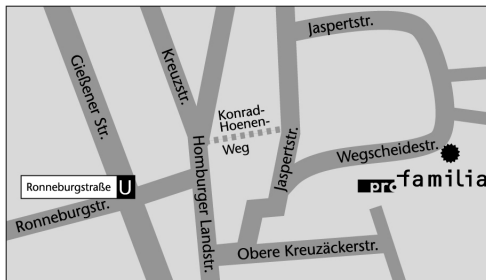 Jaspertstr.
Gießener Str.
Kreuzstr.
Konrad-
Hoenen-
Weg
Homburger Landstr.
Jaspertstr.
Wegscheidestr.
pro familia
Ronneburgstraße U
Ronneburgstr.
Obere Kreuzäckerstr.